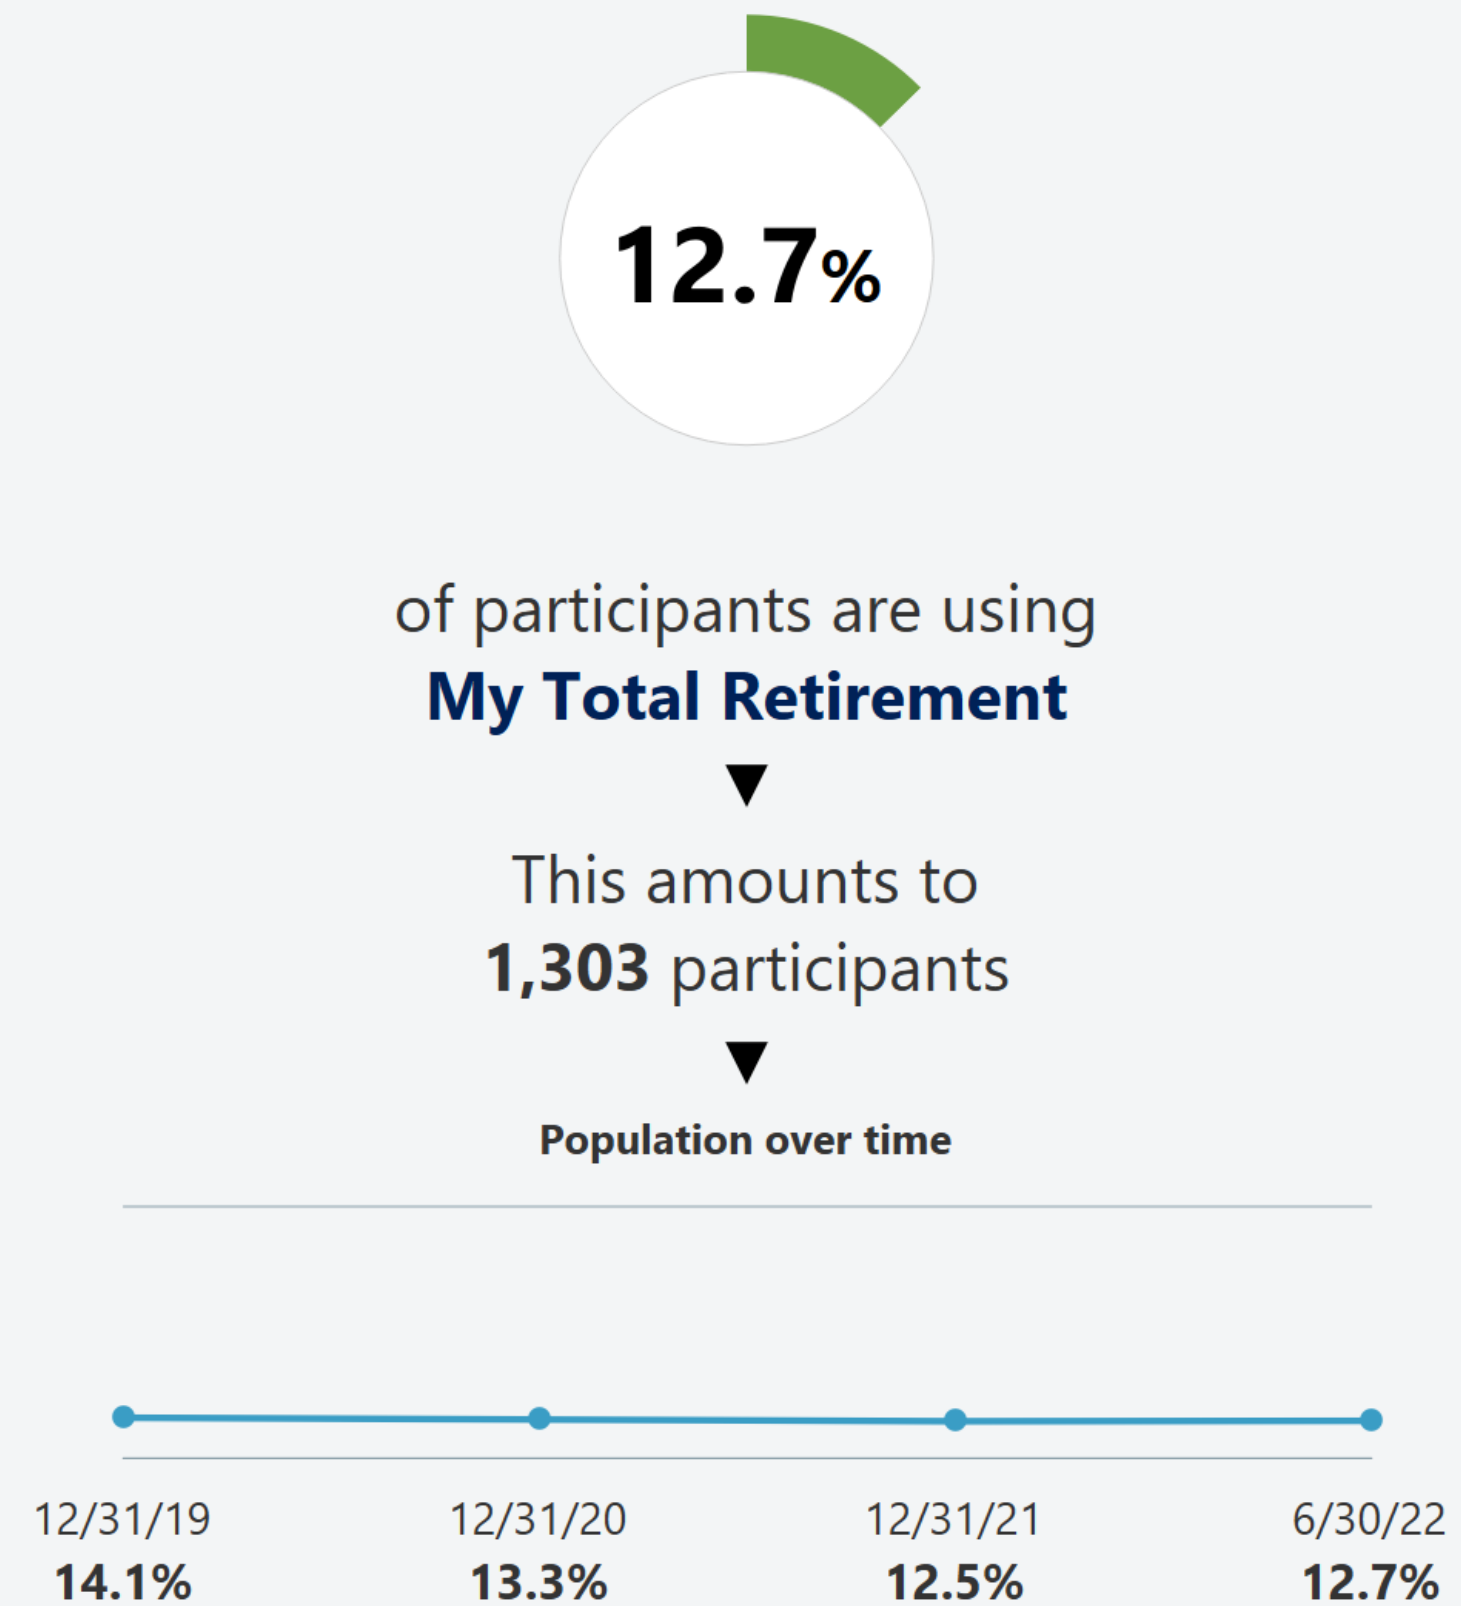 12.7%
of participants are using
My Total Retirement
This amounts to
1,303 participants
Population over time
12/31/19 12/31/20 12/31/21 6/30/22
14.1% 13.3% 12.5% 12.7%